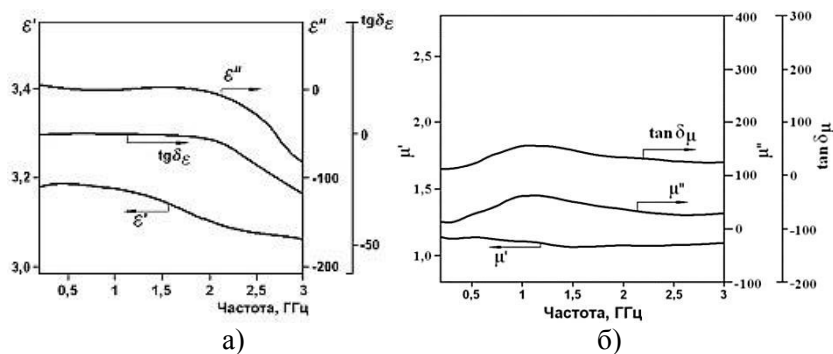 ε' ε'' tgδε
3,4
3,2
3,0
0
-100
-200
0
-50
ε''
tgδε
ε'
0,5 1 1,5 2 2,5 3
Частота, ГГц
а)
μ'
2,5
2,0
1,5
1,0
400
300
200
100
0
-100
μ''
300
200
100
0
-100
-200
tan δμ
tan δμ
μ''
μ'
0,5 1 1,5 2 2,5 3
Частота, ГГц
б)